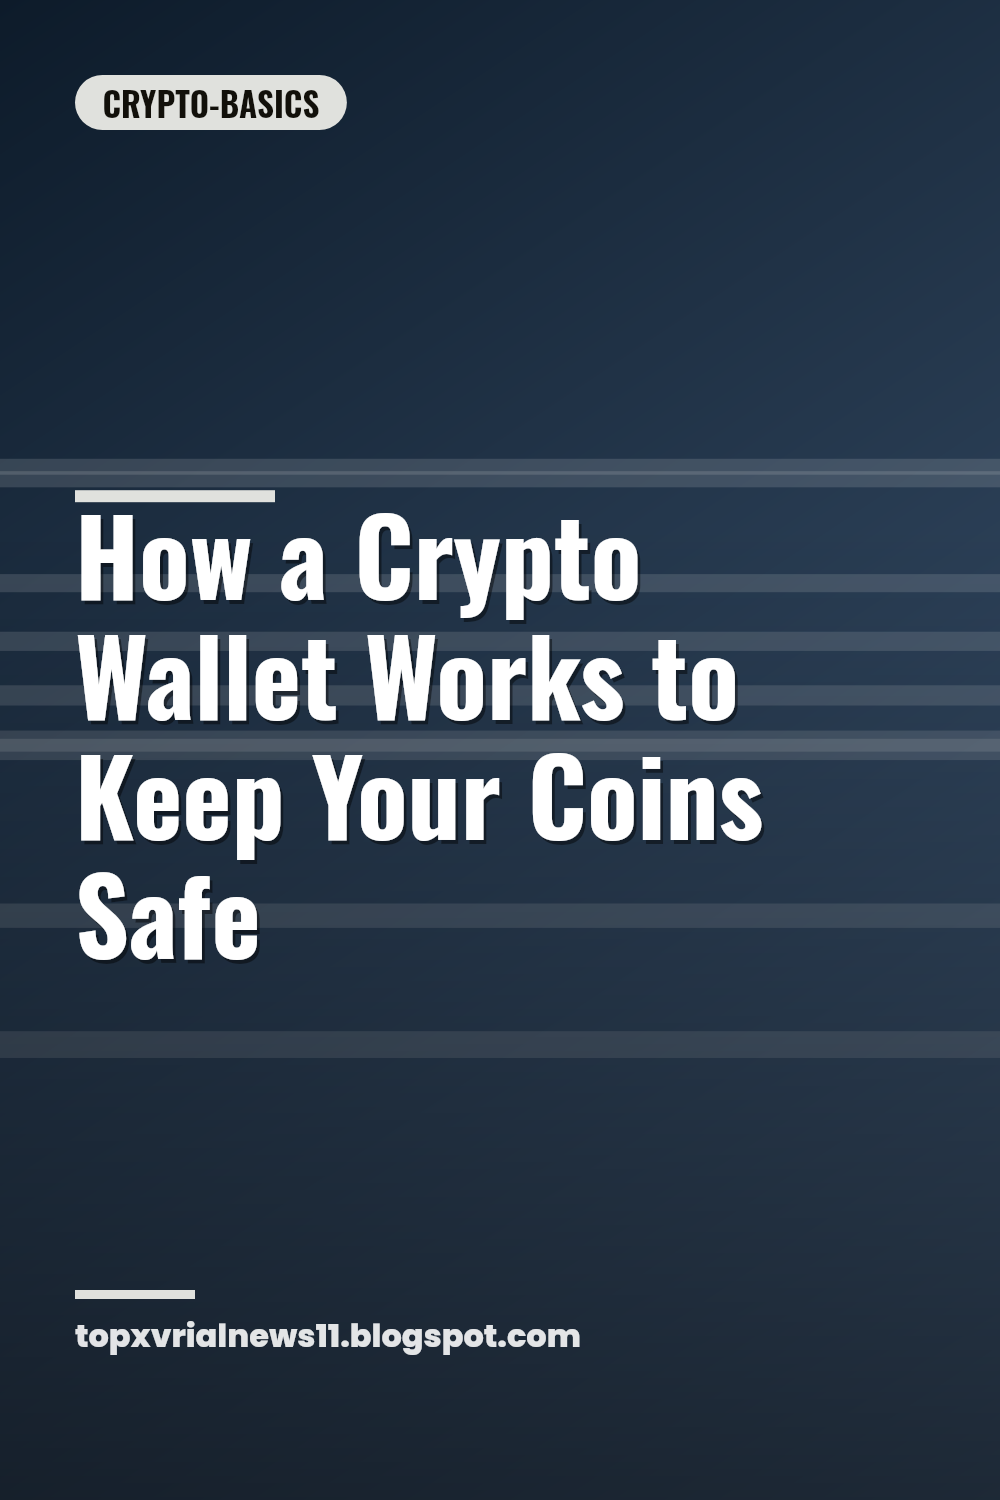 CRYPTO-BASICS
How a Crypto
Wallet Works to
Keep Your Coins
Safe
topxvrialnews11.blogspot.com